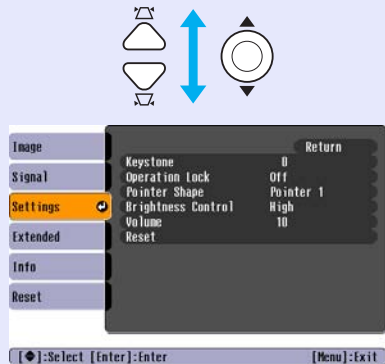 Image
Signal
Settings
Extended
Info
Reset
Return
Keystone 0
Operation Lock Off
Pointer Shape Pointer 1
Brightness Control High
Volume 10
Reset
[◆]:Select [Enter]:Enter [Menu]:Exit